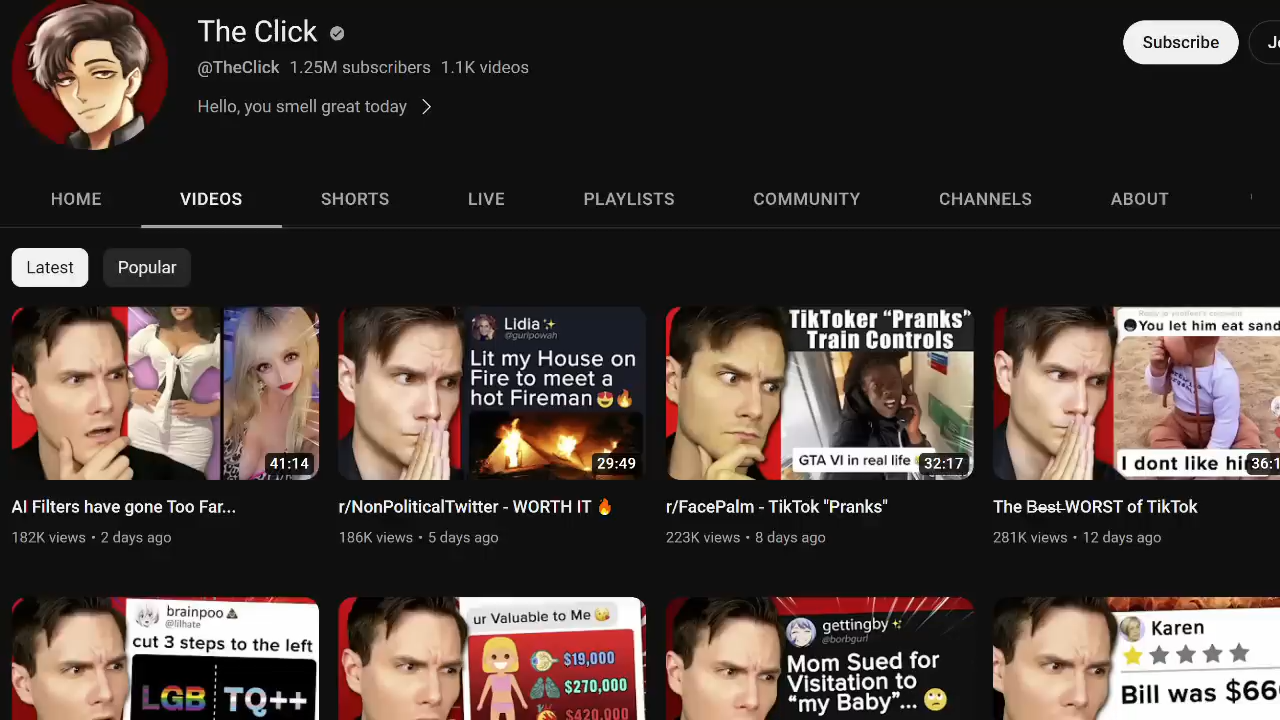 The Click
Subscribe
@TheClick 1.25M subscribers 1.1K videos
Hello, you smell great today
HOME VIDEOS SHORTS LIVE PLAYLISTS COMMUNITY CHANNELS ABOUT
Latest Popular
41:14
Lidia✨
@gurlpowah
Lit my House on
Fire to meet a
hot Fireman😍🔥
29:49
TikToker “Pranks”
Train Controls
GTA VI in real life
32:17
You let him eat sand
I dont like hi
36:1
AI Filters have gone Too Far...
182K views • 2 days ago
r/NonPoliticalTwitter - WORTH IT 🔥
186K views • 5 days ago
r/FacePalm - TikTok "Pranks"
223K views • 8 days ago
The Best WORST of TikTok
281K views • 12 days ago
brainpoo💩
@lilhate
cut 3 steps to the left
LGB TQ++
ur Valuable to Me😘
$19,000
$270,000
$420,000
gettingby✨
@borbgurl
Mom Sued for
Visitation to
"my Baby"... 🙄
Karen
Bill was $66